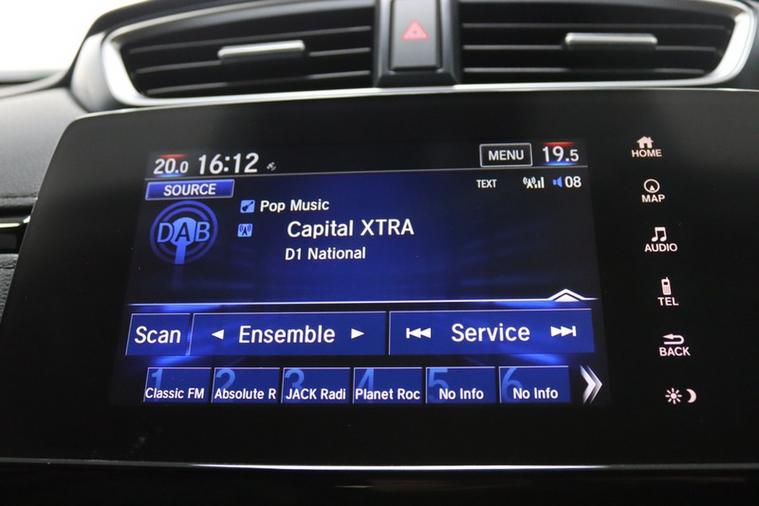 20.0 16:12 MENU 19.5
SOURCE TEXT 08
DAB
Pop Music
Capital XTRA
D1 National
Scan Ensemble Service
1 2 3 4 5 6
Classic FM Absolute R JACK Radi Planet Roc No Info No Info
HOME
MAP
AUDIO
TEL
BACK